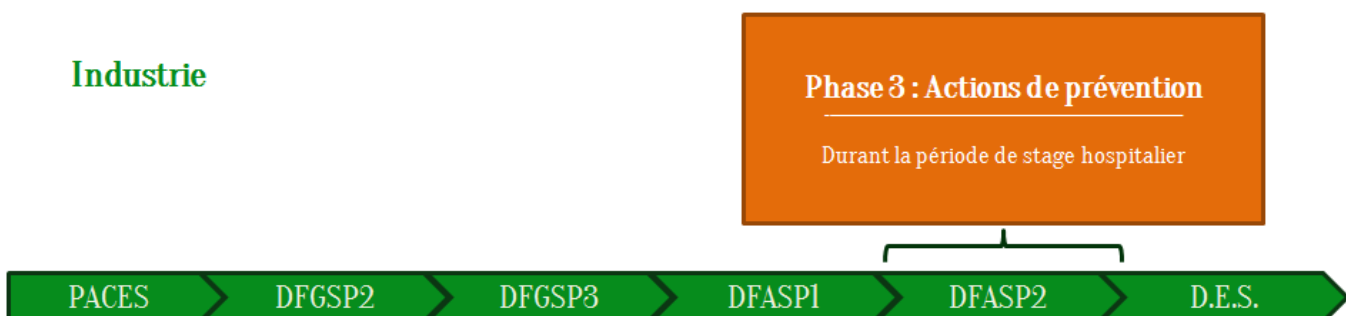 Industrie
Phase 3 : Actions de prévention
Durant la période de stage hospitalier
PACES
DFGSP2
DFGSP3
DFASP1
DFASP2
D.E.S.